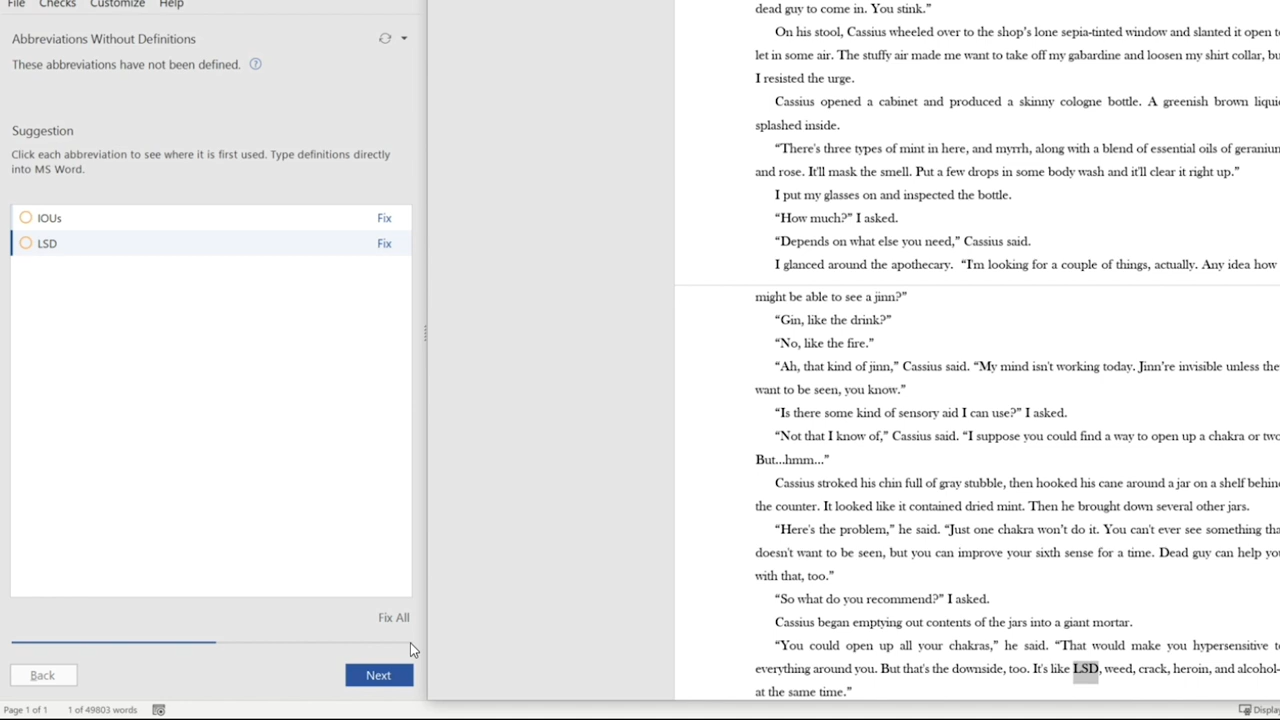 File Checks Customize Help
Abbreviations Without Definitions
These abbreviations have not been defined.
Suggestion
Click each abbreviation to see where it is first used. Type definitions directly
into MS Word.
IOUs Fix
LSD Fix
Fix All
Back Next
Page 1 of 1 1 of 49803 words
dead guy to come in. You stink.”
On his stool, Cassius wheeled over to the shop’s lone sepia-tinted window and slanted it open to
let in some air. The stuffy air made me want to take off my gabardine and loosen my shirt collar, bu
I resisted the urge.
Cassius opened a cabinet and produced a skinny cologne bottle. A greenish brown liqui
splashed inside.
“There's three types of mint in here, and myrrh, along with a blend of essential oils of geranium
and rose. It'll mask the smell. Put a few drops in some body wash and it'll clear it right up.”
I put my glasses on and inspected the bottle.
“How much?” I asked.
“Depends on what else you need,” Cassius said.
I glanced around the apothecary. “I'm looking for a couple of things, actually. Any idea how
might be able to see a jinn?”
“Gin, like the drink?”
“No, like the fire.”
“Ah, that kind of jinn,” Cassius said. “My mind isn't working today. Jinn’re invisible unless the
want to be seen, you know.”
“Is there some kind of sensory aid I can use?” I asked.
“Not that I know of,” Cassius said. “I suppose you could find a way to open up a chakra or two
But...hmm...”
Cassius stroked his chin full of gray stubble, then hooked his cane around a jar on a shelf behin
the counter. It looked like it contained dried mint. Then he brought down several other jars.
“Here's the problem,” he said. “Just one chakra won’t do it. You can't ever see something tha
doesn't want to be seen, but you can improve your sixth sense for a time. Dead guy can help yo
with that, too.”
“So what do you recommend?” I asked.
Cassius began emptying out contents of the jars into a giant mortar.
“You could open up all your chakras,” he said. “That would make you hypersensitive t
everything around you. But that's the downside, too. It's like LSD, weed, crack, heroin, and alcohol-
at the same time.”
Display